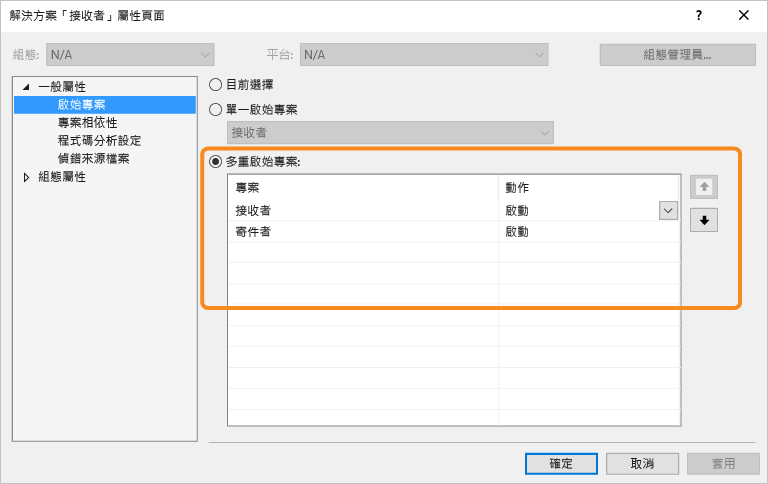 解決方案「接收者」屬性頁面
?
組態: N/A
平台: N/A
組態管理員...
一般屬性
啟始專案
專案相依性
程式碼分析設定
偵錯來源檔案
組態屬性
目前選擇
單一啟始專案
接收者
多重啟始專案:
專案 動作
接收者 啟動
寄件者 啟動
確定 取消 套用